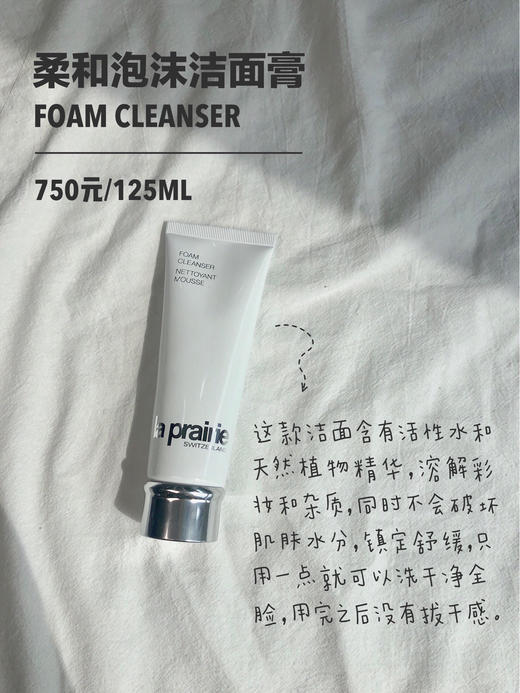 柔和泡沫洁面膏
FOAM CLEANSER
750元/125ML
FOAM
CLEANSER
NETTOYANT
MOUSSE
la prairie
SWITZERLAND
这款洁面含有活性水和
天然植物精华，溶解彩
妆和杂质，同时不会破坏
肌肤水分，镇定舒缓，只
用一点就可以洗干净全
脸，用完之后没有拔干感。